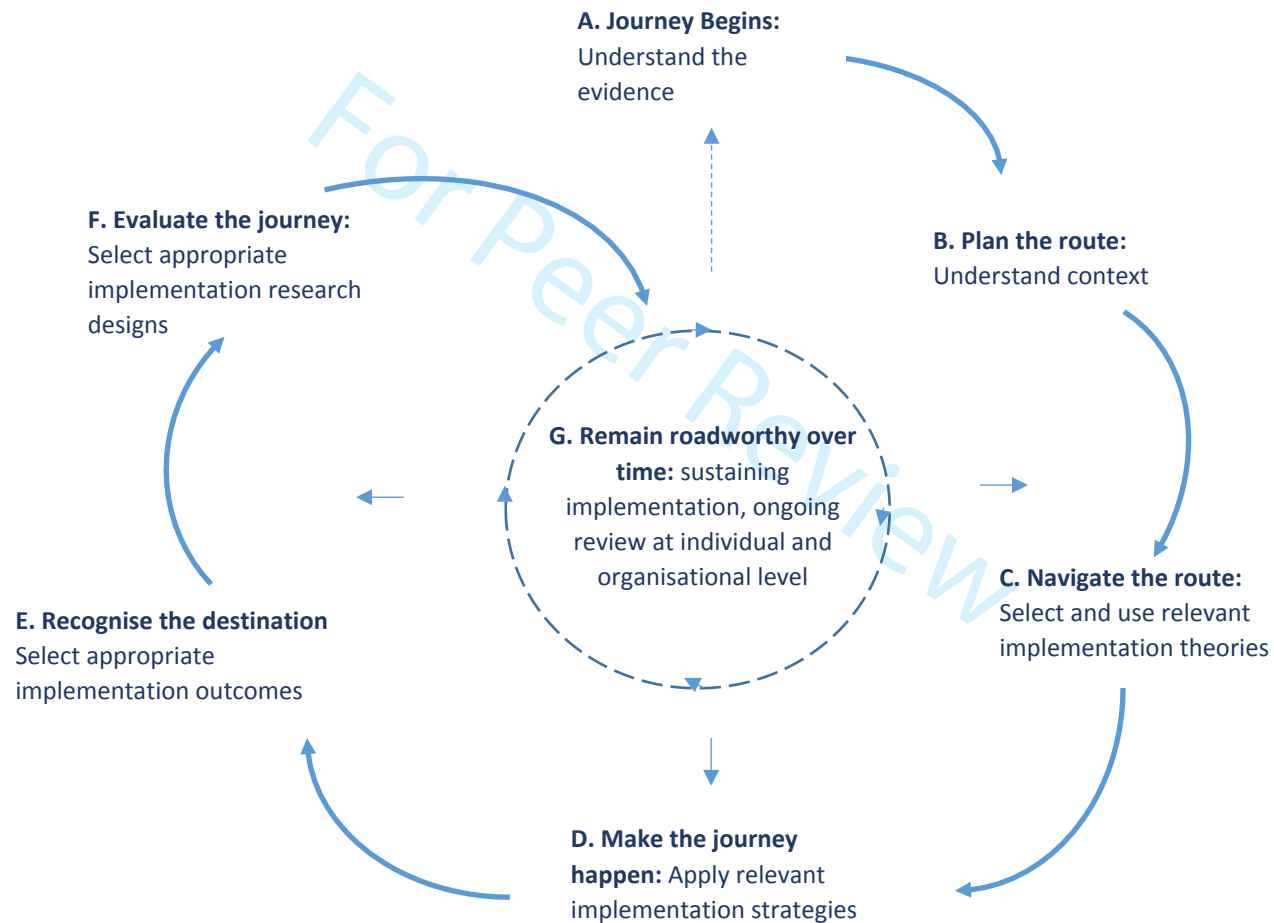 A. Journey Begins:
Understand the
evidence
B. Plan the route:
Understand context
C. Navigate the route:
Select and use relevant
implementation theories
D. Make the journey
happen: Apply relevant
implementation strategies
E. Recognise the destination
Select appropriate
implementation outcomes
F. Evaluate the journey:
Select appropriate
implementation research
designs
G. Remain roadworthy over
time: sustaining
implementation, ongoing
review at individual and
organisational level
For Peer Review